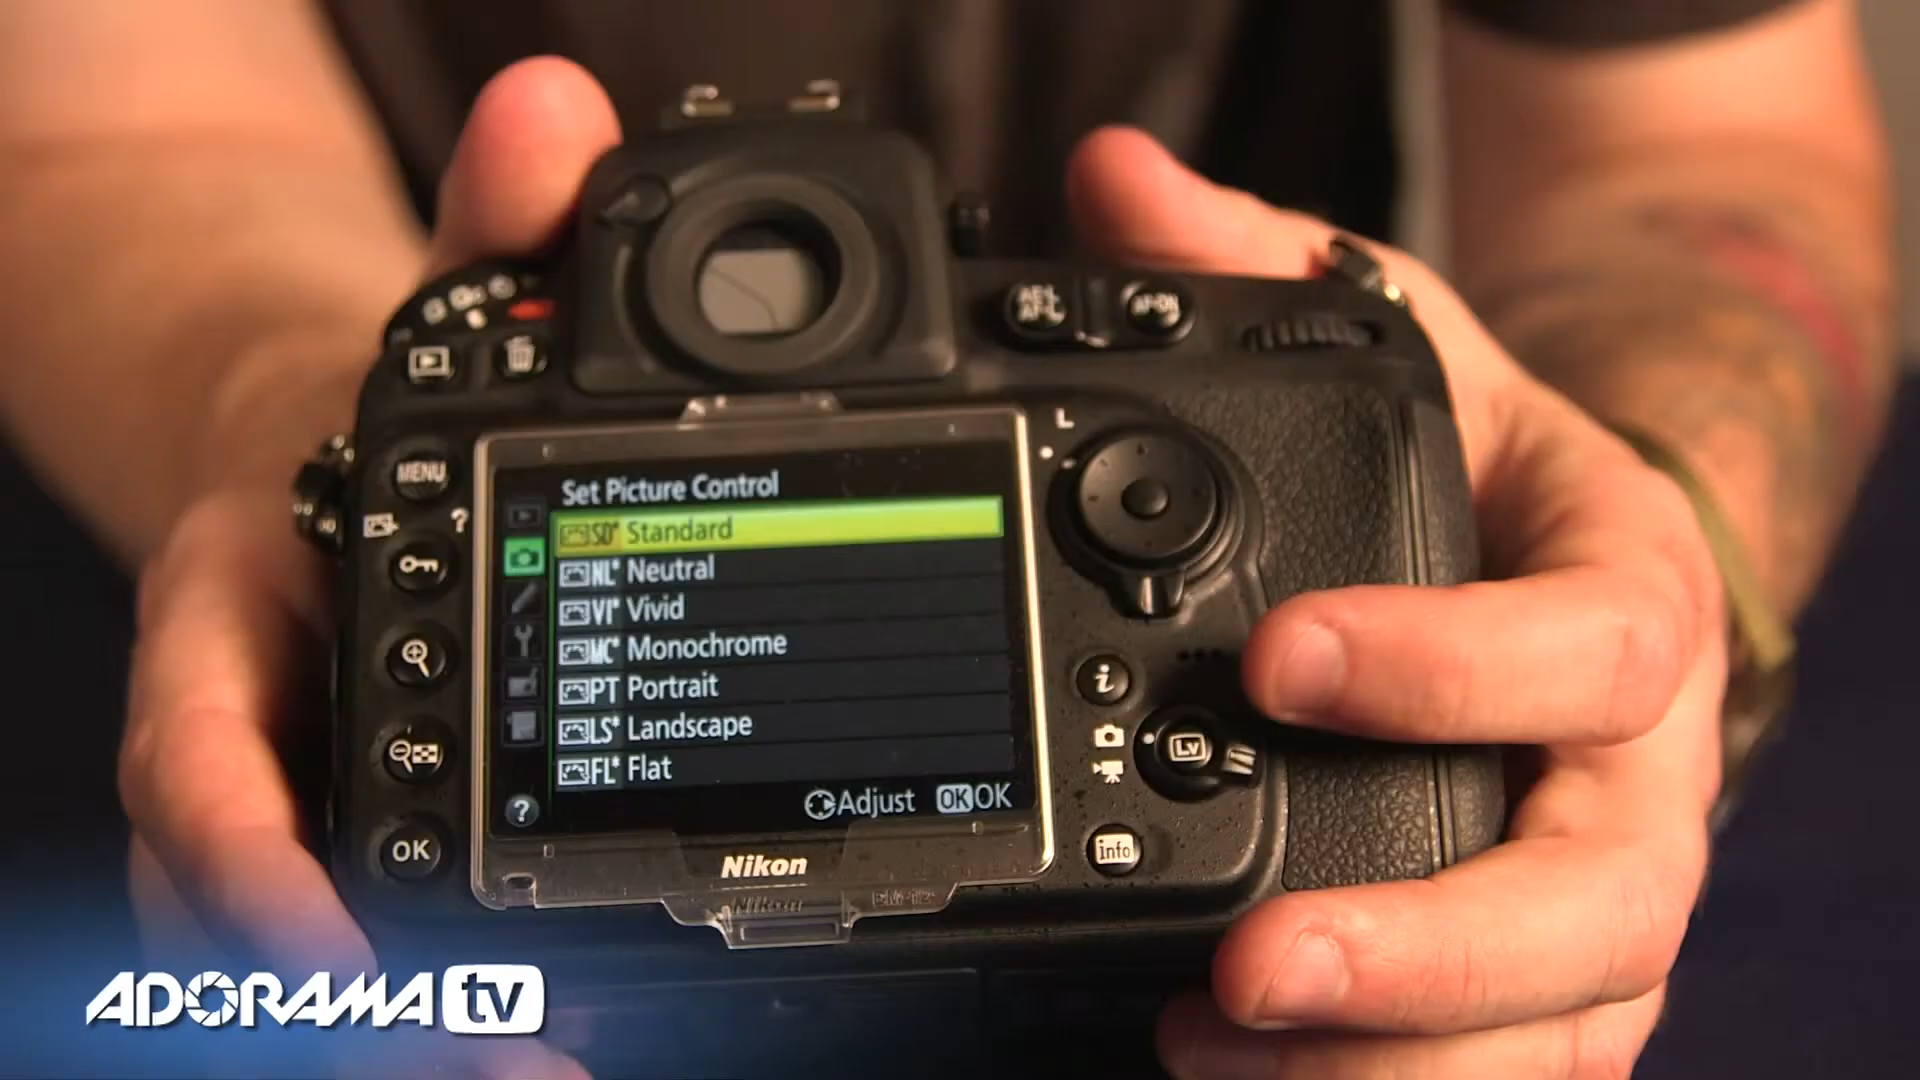 AE-L
AF-L
AF-ON
L
MENU
?
Set Picture Control
SD* Standard
NL* Neutral
VI* Vivid
MC* Monochrome
PT Portrait
LS* Landscape
FL* Flat
? Adjust OK OK
i
Lv
OK
info
Nikon
Nikon
ADORAMA tv